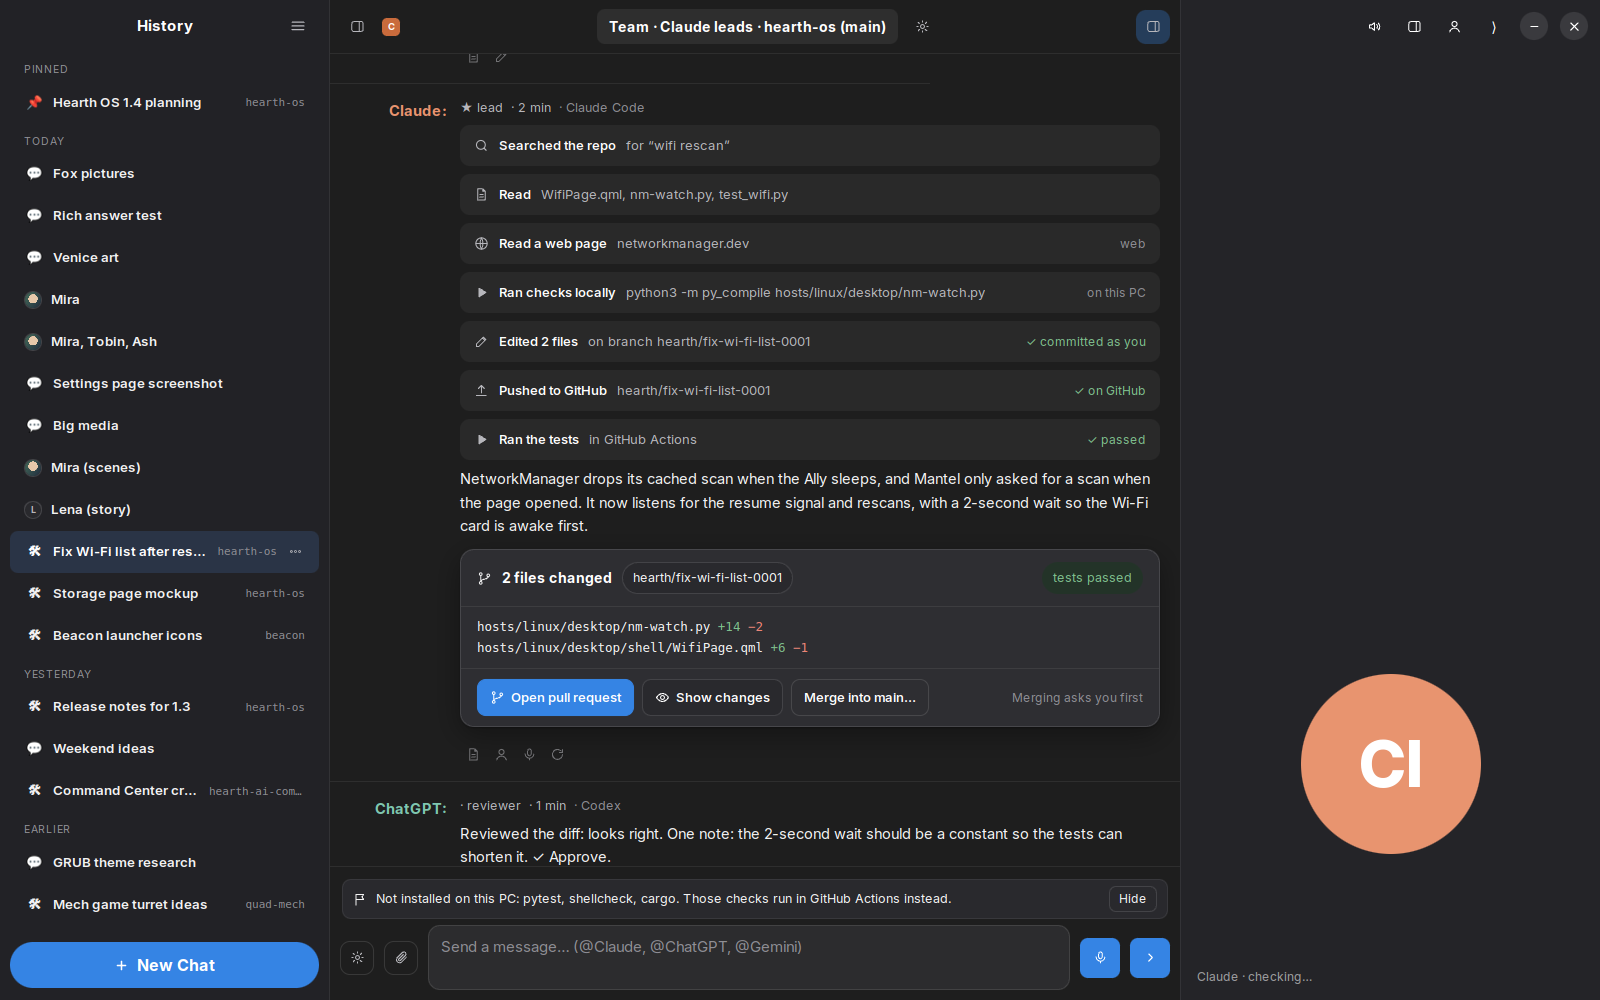 History
PINNED
Hearth OS 1.4 planning hearth-os
TODAY
Fox pictures
Rich answer test
Venice art
Mira
Mira, Tobin, Ash
Settings page screenshot
Big media
Mira (scenes)
L Lena (story)
Fix Wi-Fi list after res... hearth-os
Storage page mockup hearth-os
Beacon launcher icons beacon
YESTERDAY
Release notes for 1.3 hearth-os
Weekend ideas
Command Center cr... hearth-ai-com…
EARLIER
GRUB theme research
Mech game turret ideas quad-mech
+ New Chat
C
Team · Claude leads · hearth-os (main)
Claude: ★ lead · 2 min · Claude Code
Searched the repo for “wifi rescan”
Read WifiPage.qml, nm-watch.py, test_wifi.py
Read a web page networkmanager.dev web
Ran checks locally python3 -m py_compile hosts/linux/desktop/nm-watch.py on this PC
Edited 2 files on branch hearth/fix-wi-fi-list-0001 ✓ committed as you
Pushed to GitHub hearth/fix-wi-fi-list-0001 ✓ on GitHub
Ran the tests in GitHub Actions ✓ passed
NetworkManager drops its cached scan when the Ally sleeps, and Mantel only asked for a scan when
the page opened. It now listens for the resume signal and rescans, with a 2-second wait so the Wi-Fi
card is awake first.
2 files changed hearth/fix-wi-fi-list-0001 tests passed
hosts/linux/desktop/nm-watch.py +14 −2
hosts/linux/desktop/shell/WifiPage.qml +6 −1
Open pull request Show changes Merge into main... Merging asks you first
ChatGPT: · reviewer · 1 min · Codex
Reviewed the diff: looks right. One note: the 2-second wait should be a constant so the tests can
shorten it. ✓ Approve.
Not installed on this PC: pytest, shellcheck, cargo. Those checks run in GitHub Actions instead. Hide
Send a message... (@Claude, @ChatGPT, @Gemini)
Cl
Claude · checking...